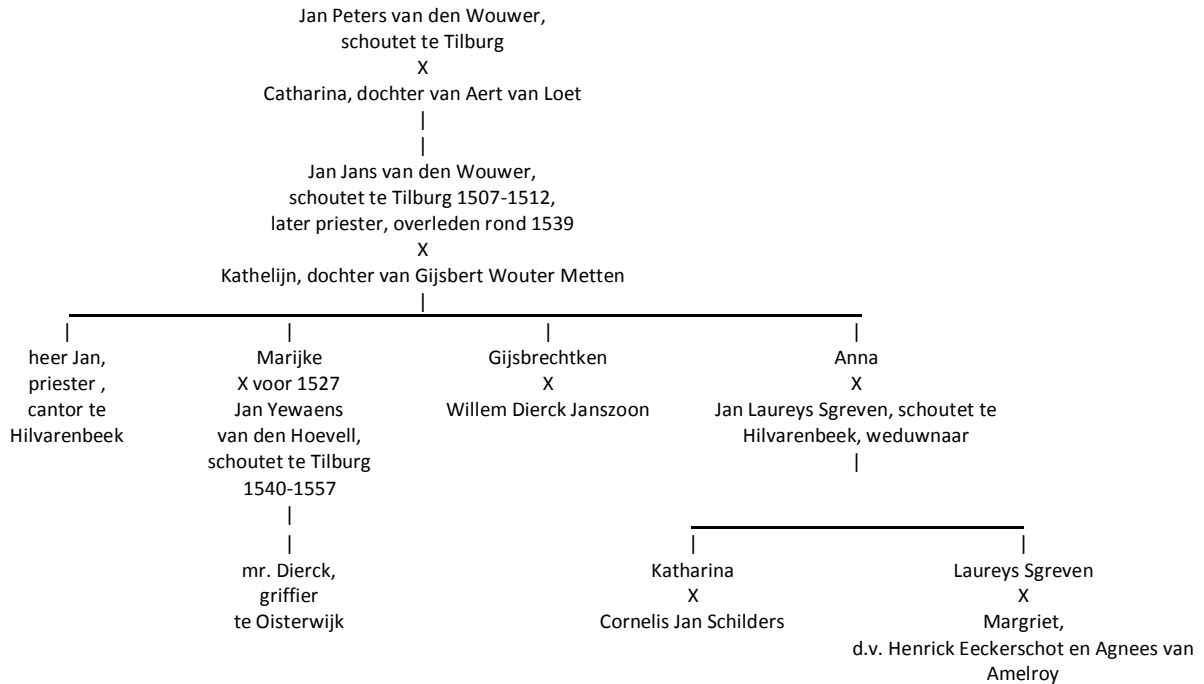 Jan Peters van den Wouwer,
schoutet te Tilburg
X
Catharina, dochter van Aert van Loet
|
|
Jan Jans van den Wouwer,
schoutet te Tilburg 1507-1512,
later priester, overleden rond 1539
X
Kathelijn, dochter van Gijsbert Wouter Metten
|
|
heer Jan,
priester ,
cantor te
Hilvarenbeek
|
Marijke
X voor 1527
Jan Yewaens
van den Hoevell,
schoutet te Tilburg
1540-1557
|
|
mr. Dierck,
griffier
te Oisterwijk
|
Gijsbrechtken
X
Willem Dierck Janszoon
|
Anna
X
Jan Laureys Sgreven, schoutet te
Hilvarenbeek, weduwnaar
|
|
Katharina
X
Cornelis Jan Schilders
|
Laureys Sgreven
X
Margriet,
d.v. Henrick Eeckerschot en Agnees van
Amelroy